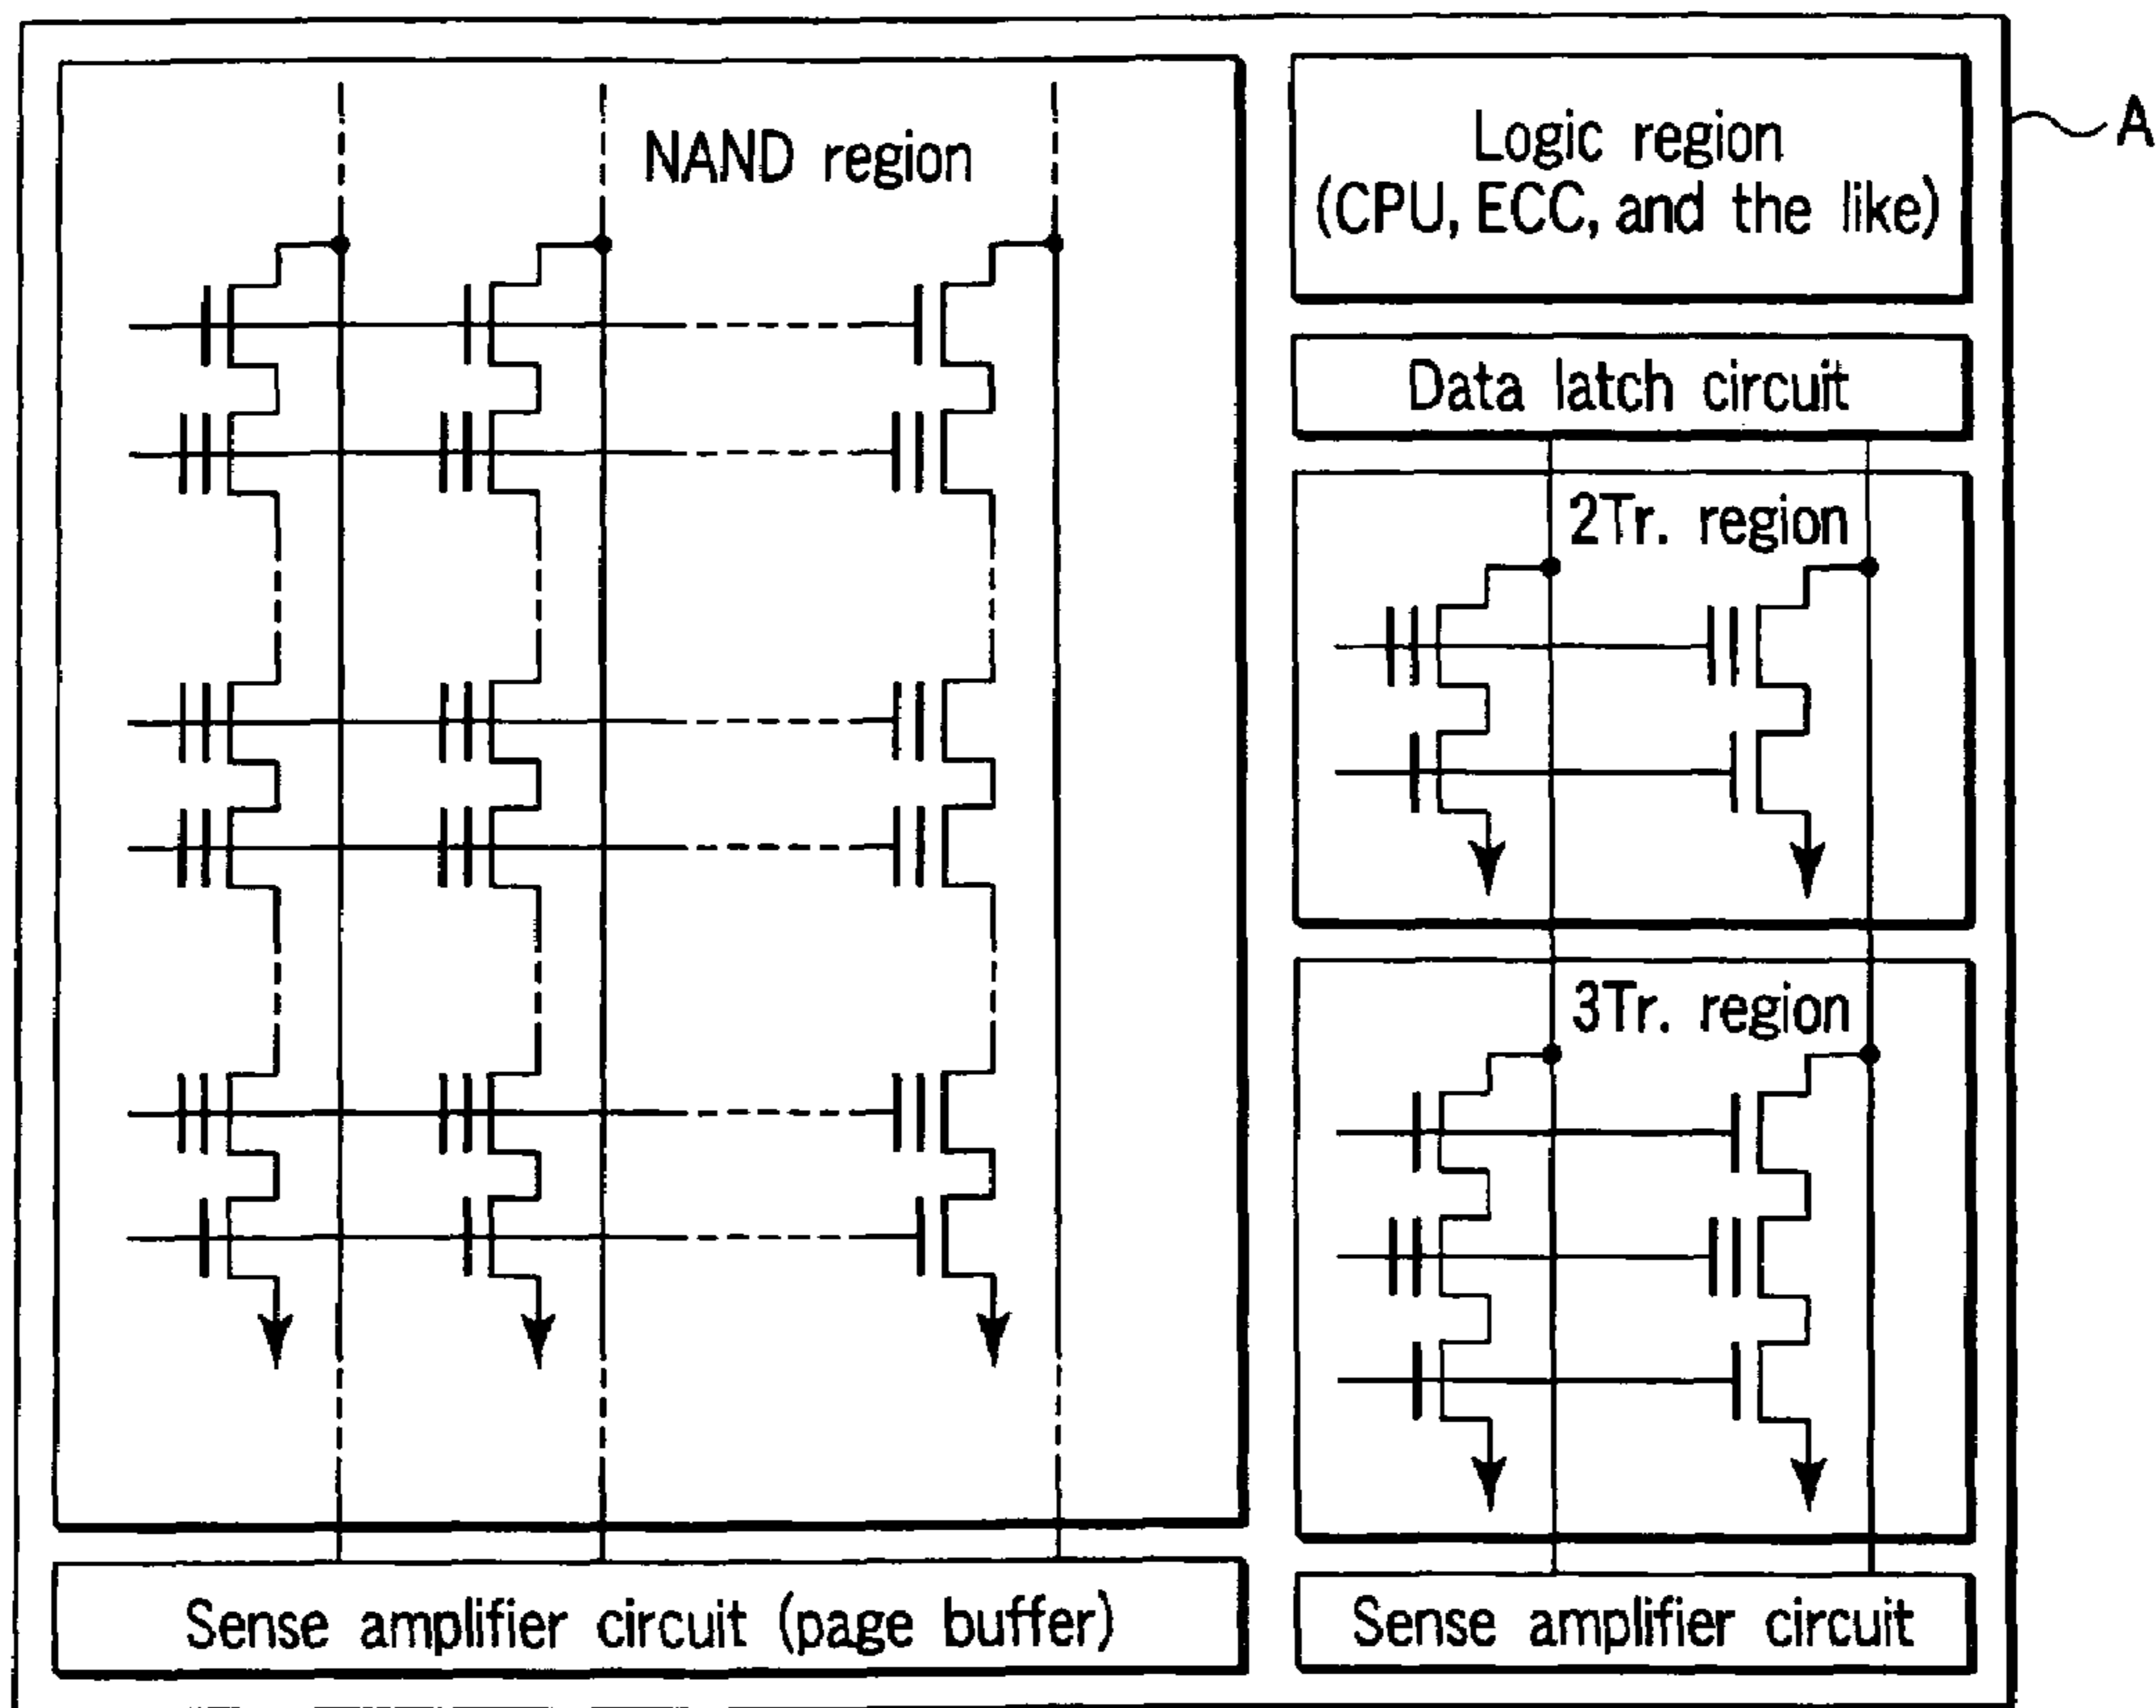 NAND region
Logic region
(CPU, ECC, and the like)
A
Data latch circuit
2Tr. region
3Tr. region
Sense amplifier circuit (page buffer)
Sense amplifier circuit